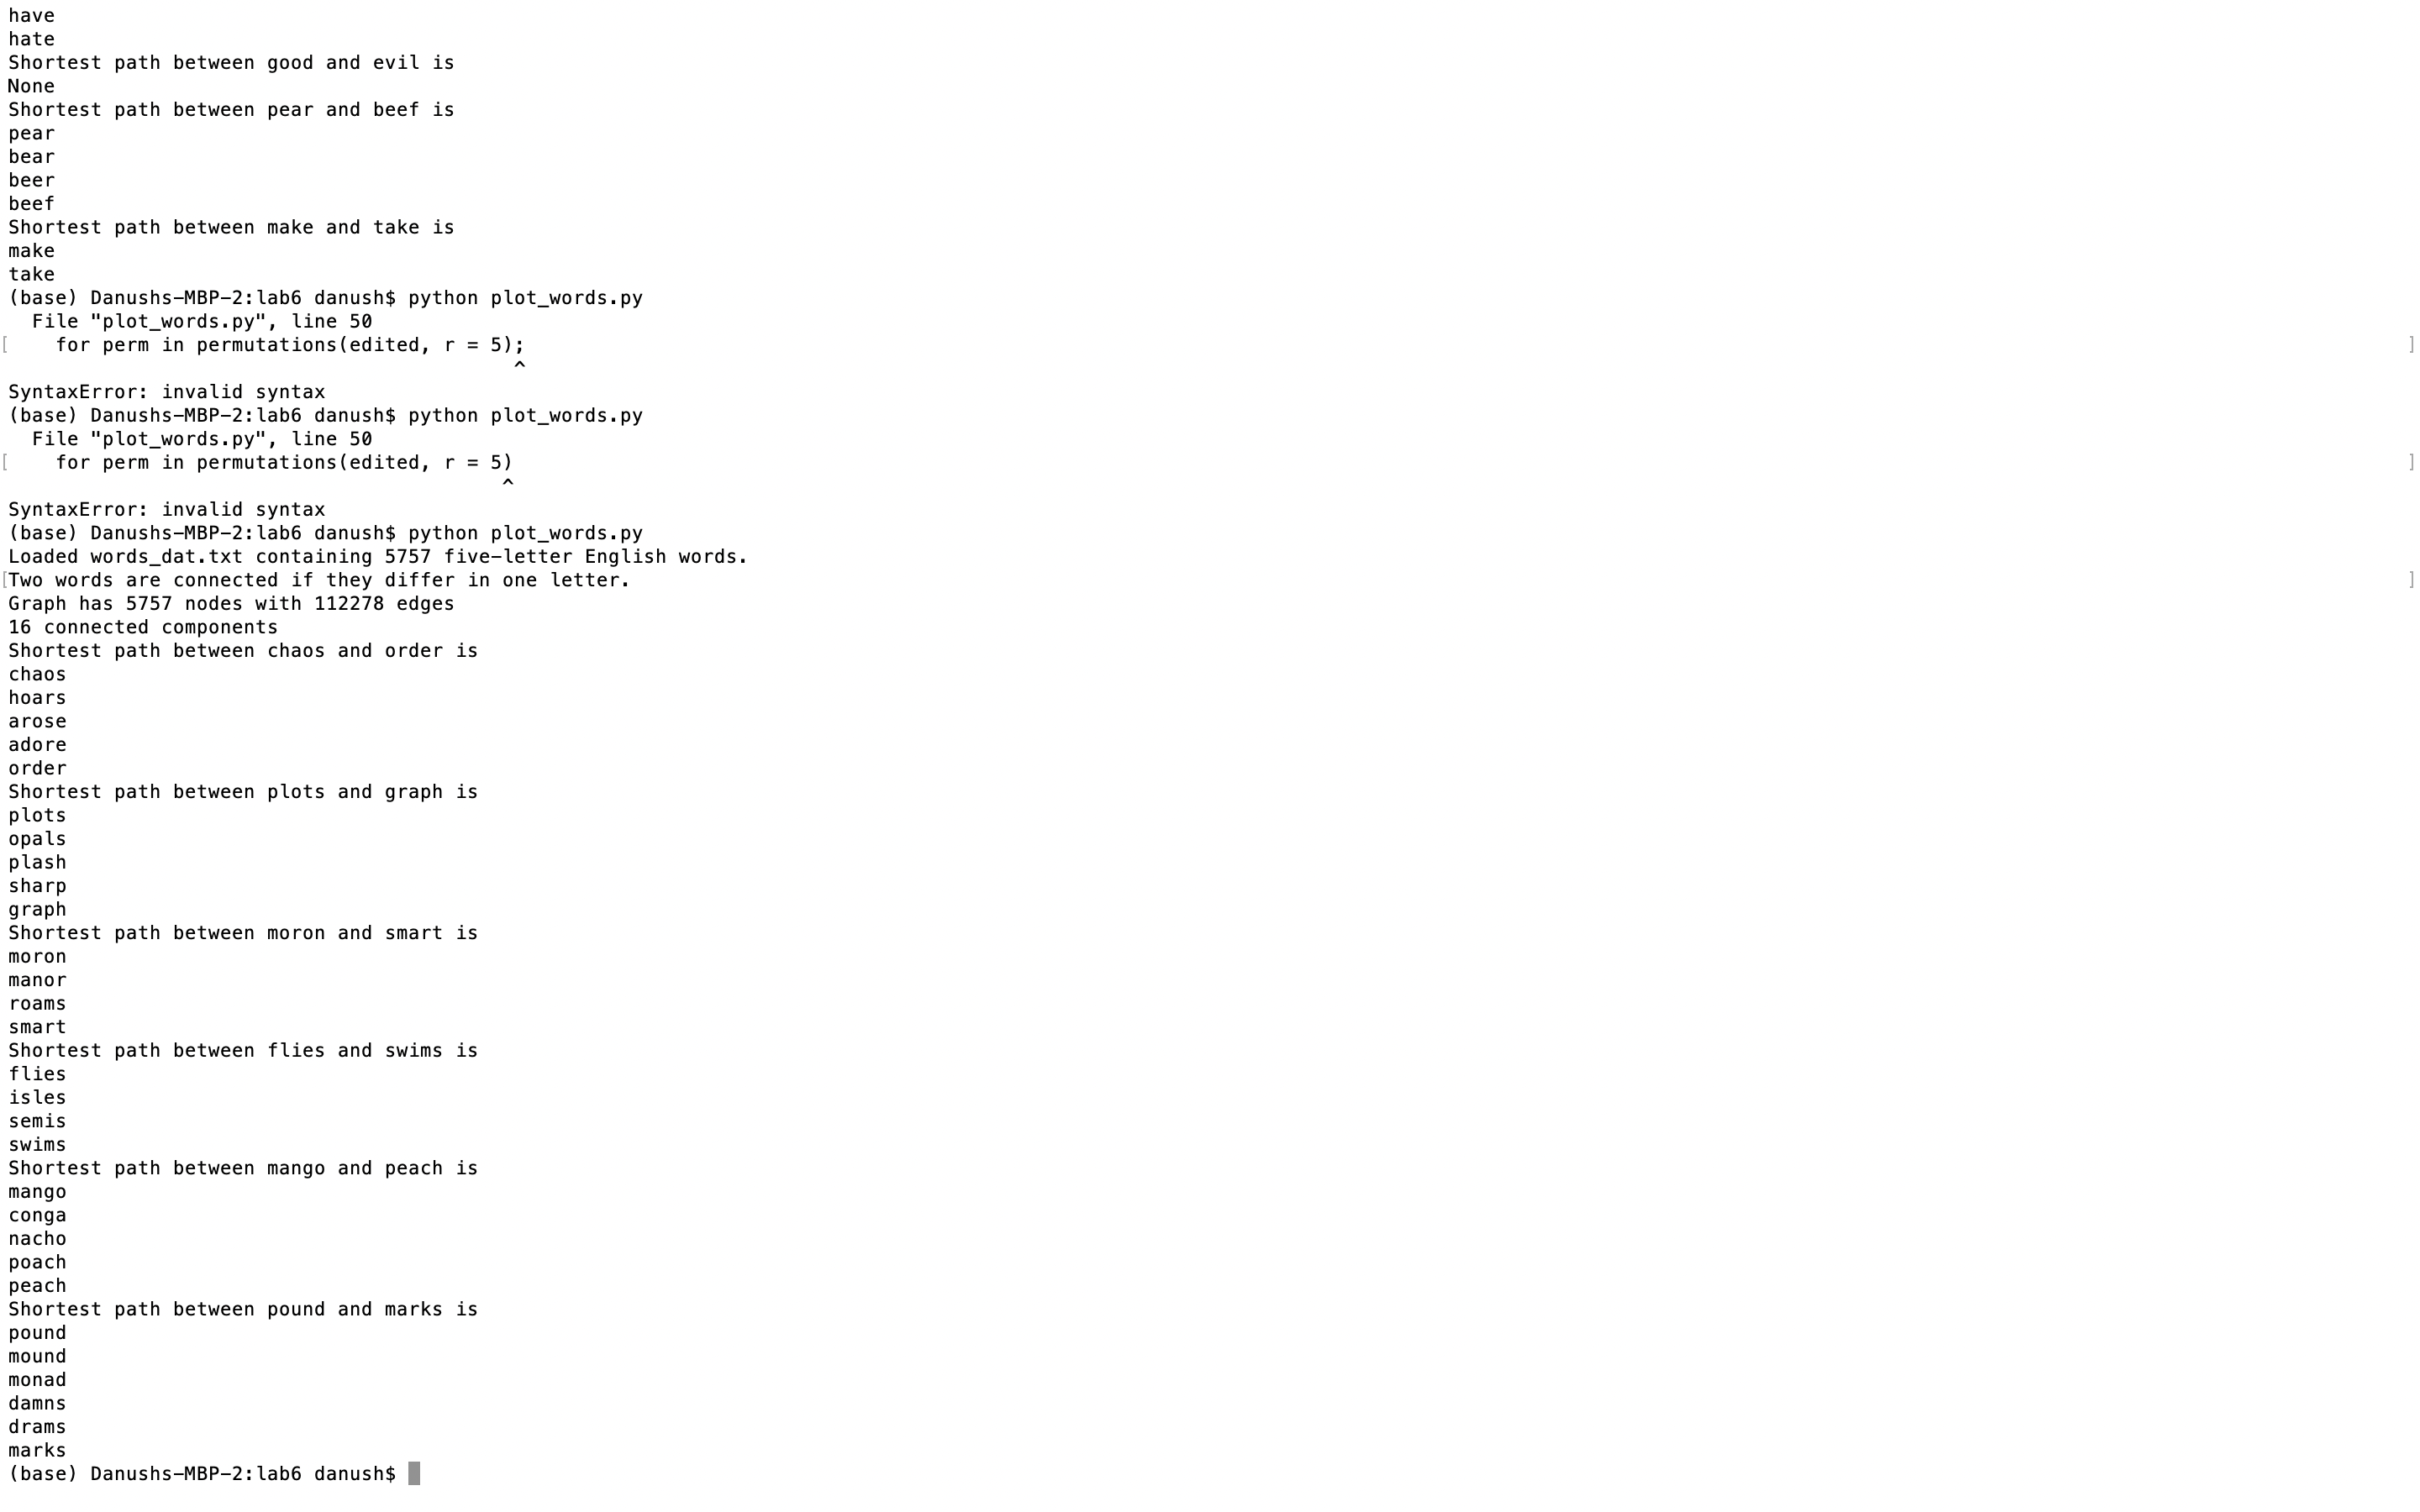 have
hate
Shortest path between good and evil is
None
Shortest path between pear and beef is
pear
bear
beer
beef
Shortest path between make and take is
make
take
(base) Danushs-MBP-2:lab6 danush$ python plot_words.py
  File "plot_words.py", line 50
[    for perm in permutations(edited, r = 5); ]
^
SyntaxError: invalid syntax
(base) Danushs-MBP-2:lab6 danush$ python plot_words.py
  File "plot_words.py", line 50
[    for perm in permutations(edited, r = 5) ]
^
SyntaxError: invalid syntax
(base) Danushs-MBP-2:lab6 danush$ python plot_words.py
Loaded words_dat.txt containing 5757 five-letter English words.
[Two words are connected if they differ in one letter. ]
Graph has 5757 nodes with 112278 edges
16 connected components
Shortest path between chaos and order is
chaos
hoars
arose
adore
order
Shortest path between plots and graph is
plots
opals
plash
sharp
graph
Shortest path between moron and smart is
moron
manor
roams
smart
Shortest path between flies and swims is
flies
isles
semis
swims
Shortest path between mango and peach is
mango
conga
nacho
poach
peach
Shortest path between pound and marks is
pound
mound
monad
damns
drams
marks
(base) Danushs-MBP-2:lab6 danush$